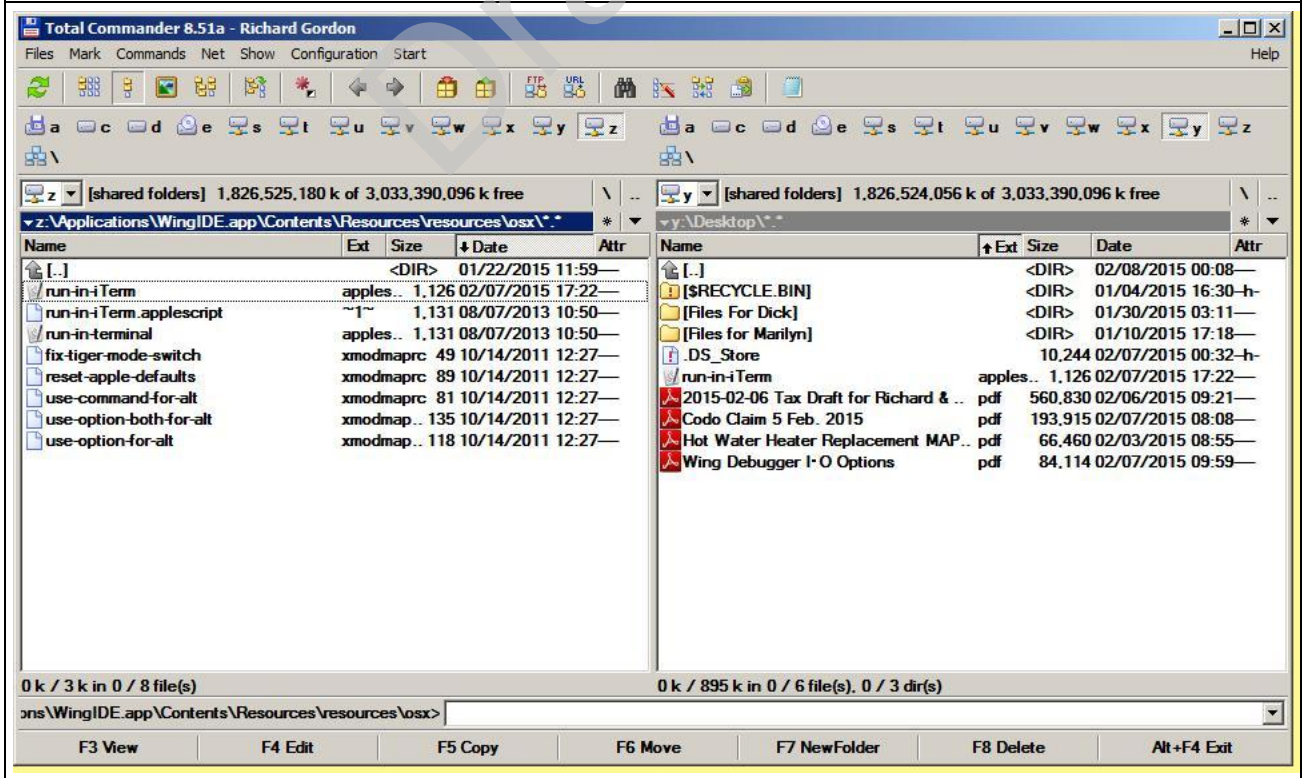 Total Commander 8.51a - Richard Gordon
Files Mark Commands Net Show Configuration Start Help
FTP URL
a c d e s t u v w x y z a c d e s t u v w x y z
\ \
z [shared folders] 1,826,525,180 k of 3,033,390,096 k free \ .. y [shared folders] 1,826,524,056 k of 3,033,390,096 k free \ ..
z:\Applications\WingIDE.app\Contents\Resources\resources\osx\*.* * y:\Desktop\*.* *
Name Ext Size Date Attr Name Ext Size Date Attr
[..] <DIR> 01/22/2015 11:59---- [..] <DIR> 02/08/2015 00:08----
run-in-iTerm apples.. 1,126 02/07/2015 17:22---- [$RECYCLE.BIN] <DIR> 01/04/2015 16:30--h-
run-in-iTerm.applescript ~1~ 1,131 08/07/2013 10:50---- [Files For Dick] <DIR> 01/30/2015 03:11----
run-in-terminal apples.. 1,131 08/07/2013 10:50---- [Files for Marilyn] <DIR> 01/10/2015 17:18----
fix-tiger-mode-switch xmodmaprc 49 10/14/2011 12:27---- .DS_Store 10,244 02/07/2015 00:32--h-
reset-apple-defaults xmodmaprc 89 10/14/2011 12:27---- run-in-iTerm apples.. 1,126 02/07/2015 17:22----
use-command-for-alt xmodmaprc 81 10/14/2011 12:27---- 2015-02-06 Tax Draft for Richard & .. pdf 560,830 02/06/2015 09:21----
use-option-both-for-alt xmodmap.. 135 10/14/2011 12:27---- Codo Claim 5 Feb. 2015 pdf 193,915 02/07/2015 08:08----
use-option-for-alt xmodmap.. 118 10/14/2011 12:27---- Hot Water Heater Replacement MAP.. pdf 66,460 02/03/2015 08:55----
Wing Debugger I·O Options pdf 84,114 02/07/2015 09:59----
0 k / 3 k in 0 / 8 file(s) 0 k / 895 k in 0 / 6 file(s), 0 / 3 dir(s)
ons\WingIDE.app\Contents\Resources\resources\osx>
F3 View F4 Edit F5 Copy F6 Move F7 NewFolder F8 Delete Alt+F4 Exit